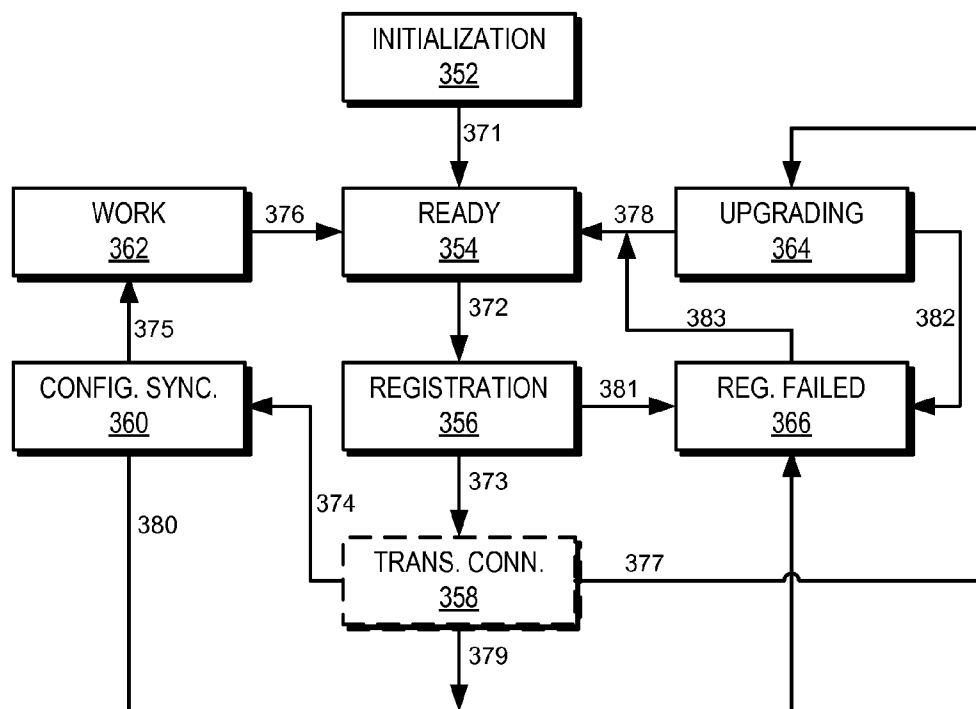 INITIALIZATION
352
371
WORK
362
376
READY
354
378
UPGRADING
364
375
372
383
382
CONFIG. SYNC.
360
REGISTRATION
356
381
REG. FAILED
366
373
374
380
TRANS. CONN.
358
377
379